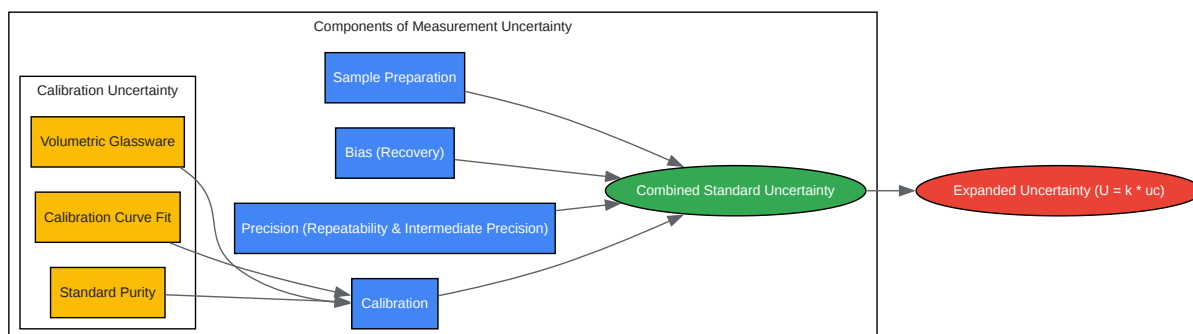 Components of Measurement Uncertainty
Calibration Uncertainty
Volumetric Glassware
Calibration Curve Fit
Standard Purity
Sample Preparation
Bias (Recovery)
Precision (Repeatability & Intermediate Precision)
Calibration
Combined Standard Uncertainty
Expanded Uncertainty (U = k * uc)